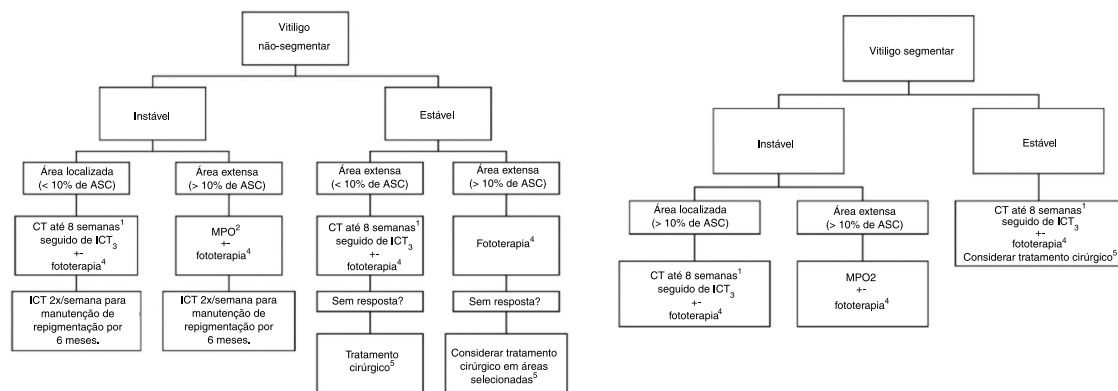 Vitiligo
não-segmentar
Instável
Estável
Área localizada
(< 10% de ASC)
Área extensa
(> 10% de ASC)
Área extensa
(< 10% de ASC)
Área extensa
(> 10% de ASC)
CT até 8 semanas¹
seguido de ICT₃
+-
fototerapia⁴
MPO²
+-
fototerapia⁴
CT até 8 semanas¹
seguido de ICT₃
+-
fototerapia⁴
Fototerapia⁴
ICT 2x/semana para
manutenção de
repigmentação por
6 meses.
ICT 2x/semana para
manutenção de
repigmentação por
6 meses.
Sem resposta?
Sem resposta?
Tratamento
cirúrgico⁵
Considerar tratamento
cirúrgico em áreas
selecionadas⁵
Vitiligo segmentar
Instável
Estável
Área localizada
(> 10% ASC)
Área extensa
(> 10% de ASC)
CT até 8 semanas¹
seguido de ICT₃
+-
fototerapia⁴
Considerar tratamento cirúrgico⁵
CT até 8 semanas¹
seguido de ICT₃
+-
fototerapia⁴
MPO2
+-
fototerapia⁴